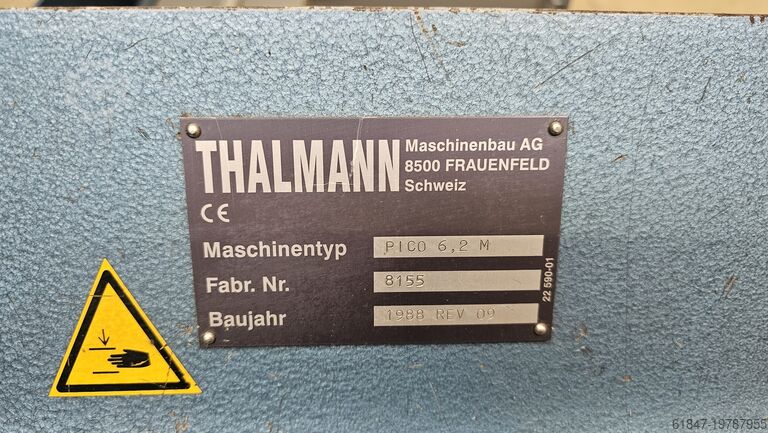 THALMANN
Maschinenbau AG
8500 FRAUENFELD
Schweiz
CE
Maschinentyp PICO 6,2 M
Fabr. Nr. 8155
Baujahr 1988 REV 09
22 590-01
61847-19787955